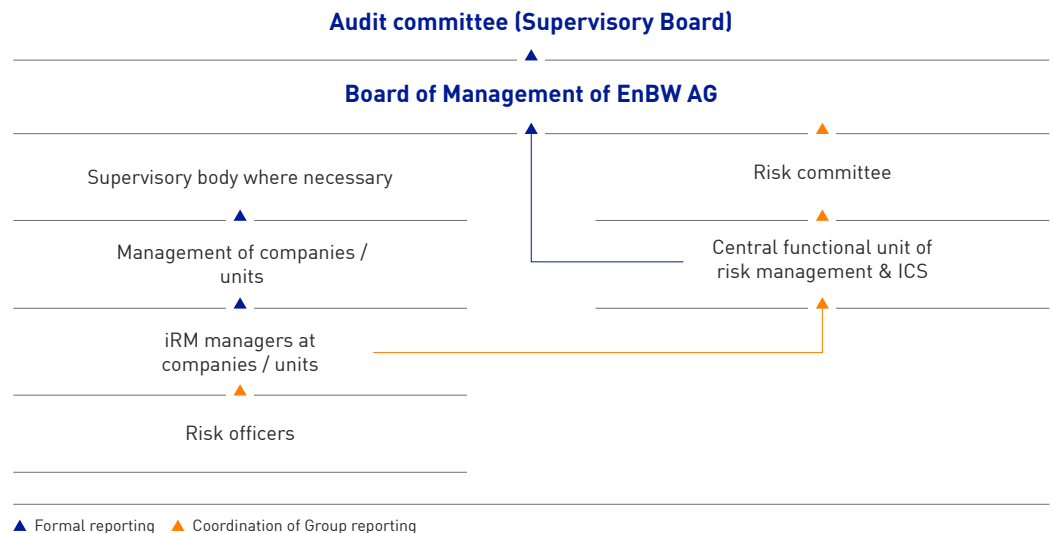 Audit committee (Supervisory Board)
Board of Management of EnBW AG
Supervisory body where necessary
Risk committee
Management of companies /
units
Central functional unit of
risk management & ICS
iRM managers at
companies / units
Risk officers
Formal reporting
Coordination of Group reporting